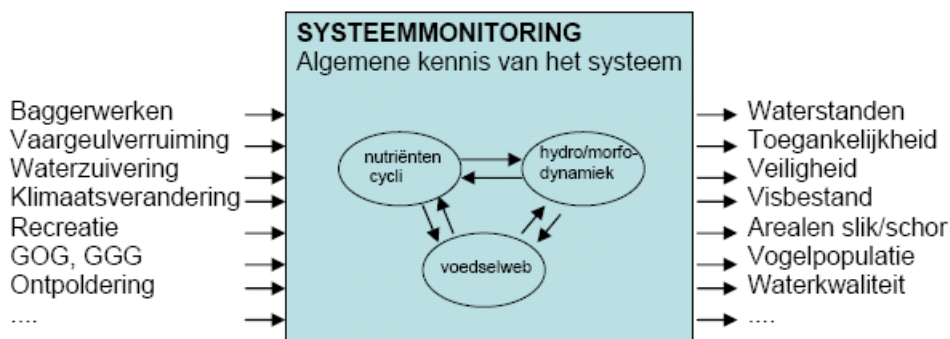 SYSTEEMMONITORING
Algemene kennis van het systeem
Baggerwerken
Vaargeulverruiming
Waterzuivering
Klimaatsverandering
Recreatie
GOG, GGG
Ontpoldering
....
nutriënten
cycli
hydro/morfo-
dynamiek
voedselweb
Waterstanden
Toegankelijkheid
Veiligheid
Visbestand
Arealen slik/schor
Vogelpopulatie
Waterkwaliteit
....